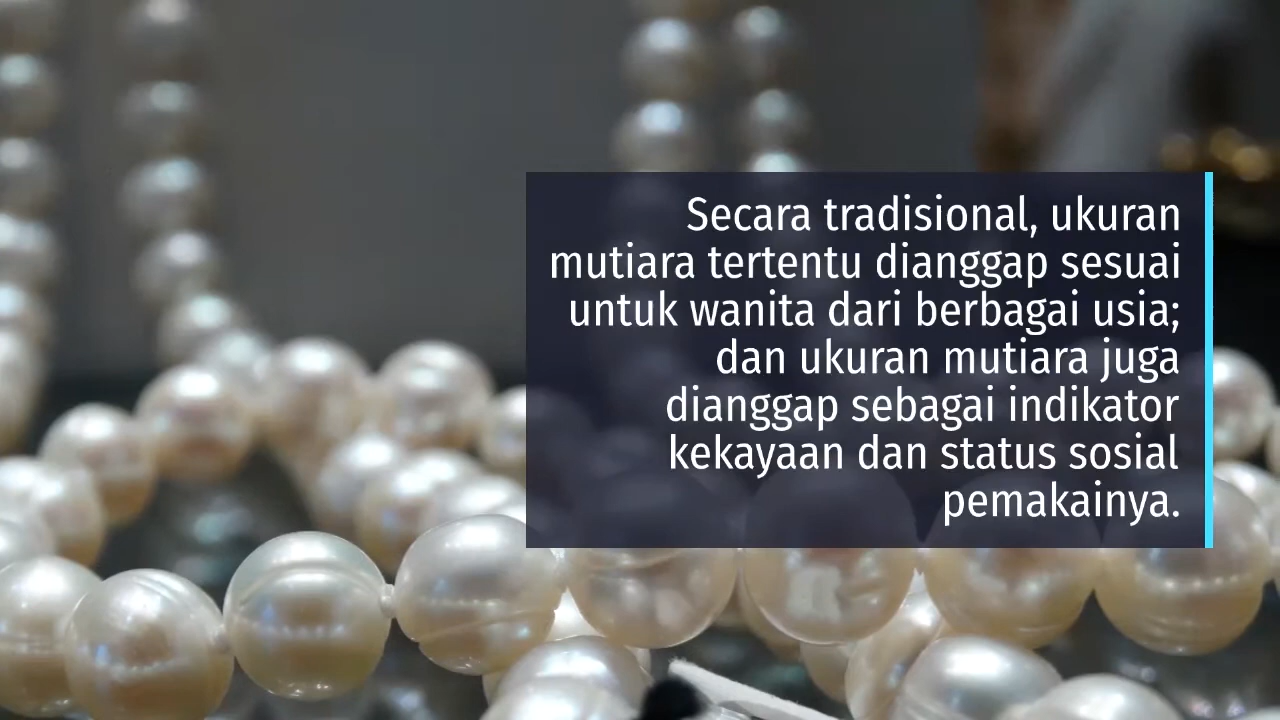 Secara tradisional, ukuran
mutiara tertentu dianggap sesuai
untuk wanita dari berbagai usia;
dan ukuran mutiara juga
dianggap sebagai indikator
kekayaan dan status sosial
pemakainya.